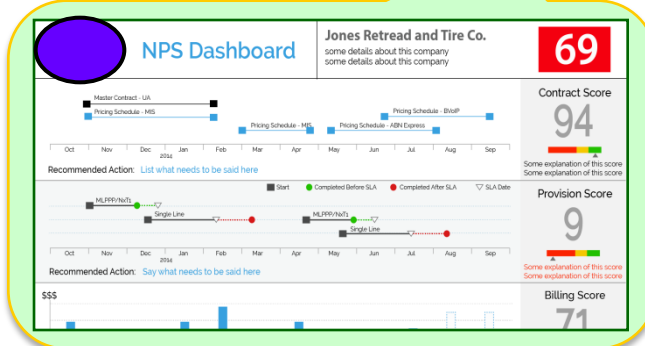 NPS Dashboard
Jones Retread and Tire Co.
some details about this company
some details about this company
69
Master Contract - UA
Pricing Schedule - MIS
Pricing Schedule - BVoIP
Pricing Schedule - MIS
Pricing Schedule - ABN Express
Oct Nov Dec Jan Feb Mar Apr May Jun Jul Aug Sep
2014
Recommended Action: List what needs to be said here
Contract Score
94
Some explanation of this score
Some explanation of this score
Start Completed Before SLA Completed After SLA SLA Date
MLPPP/NxT1
Single Line
MLPPP/NxT1
Single Line
Oct Nov Dec Jan Feb Mar Apr May Jun Jul Aug Sep
2014
Recommended Action: Say what needs to be said here
Provision Score
9
Some explanation of this score
Some explanation of this score
$$$
Billing Score
71